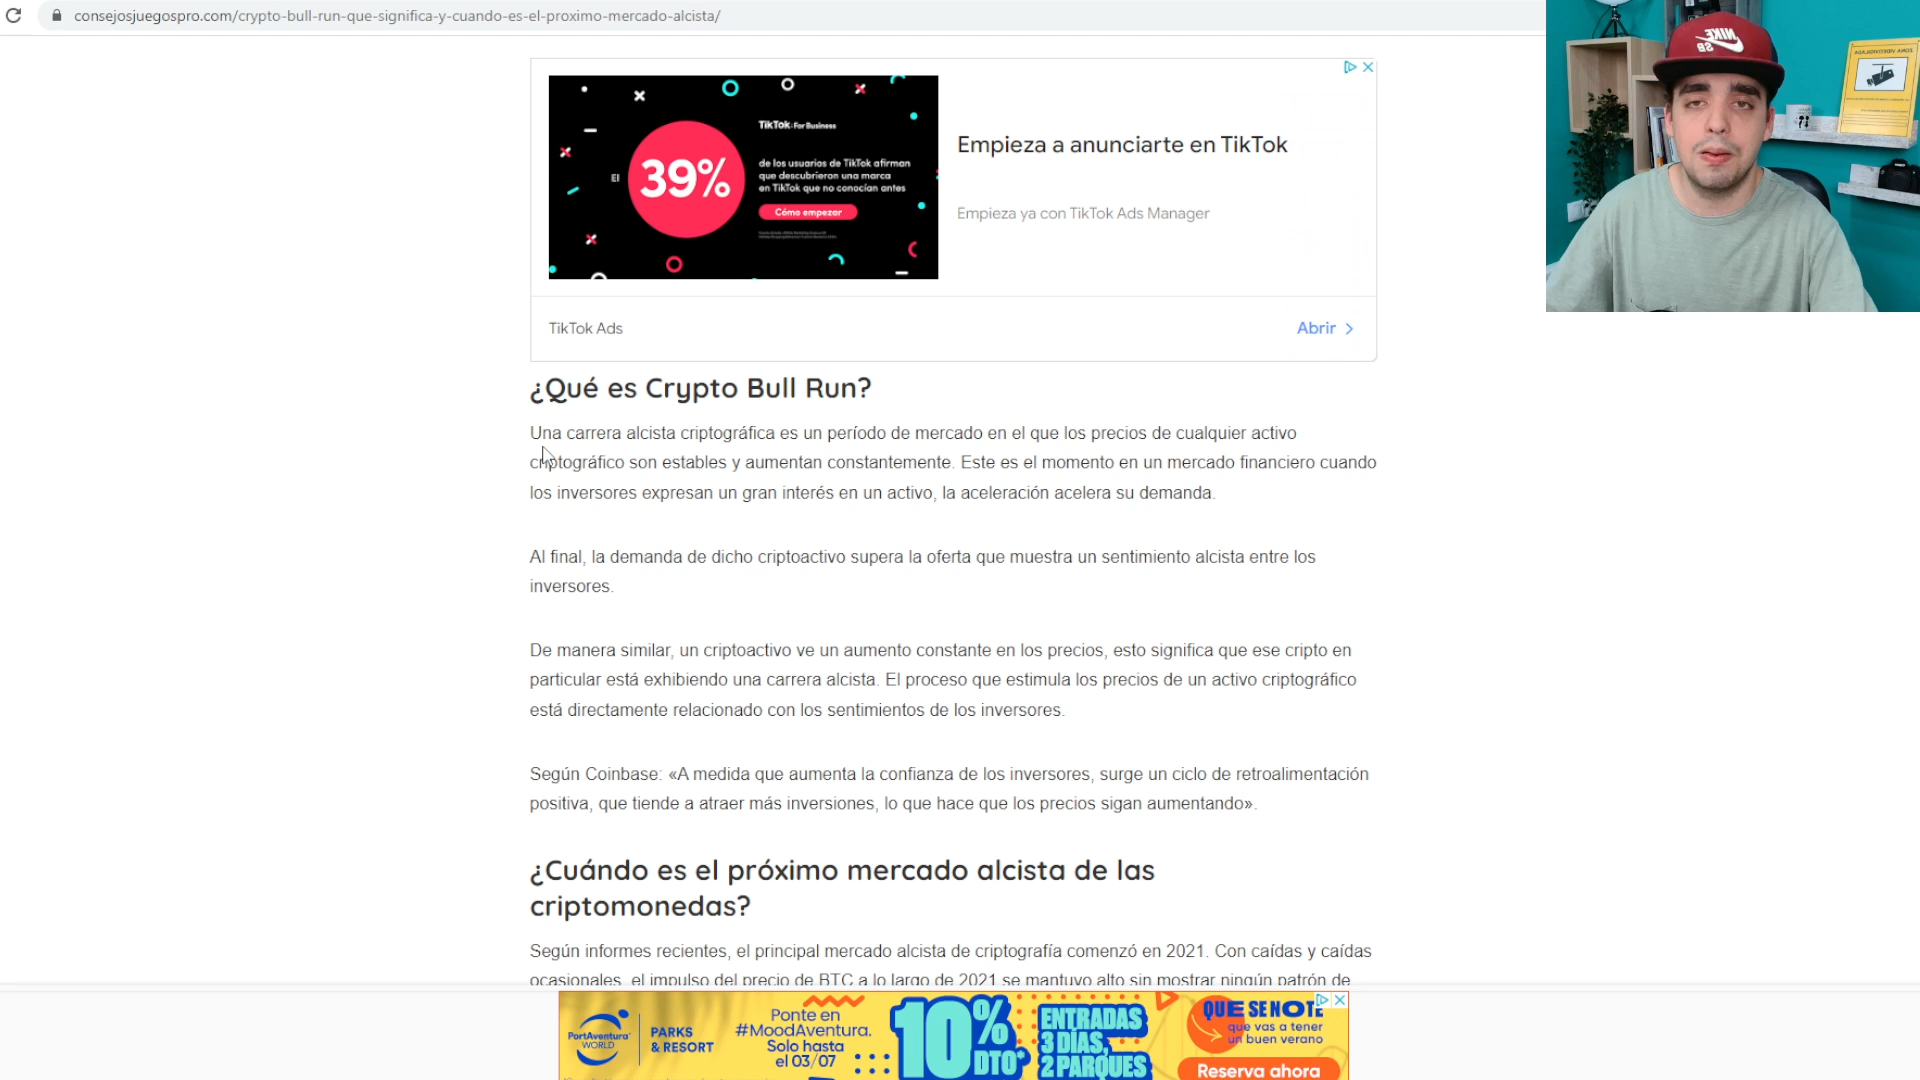 consejosjuegospro.com/crypto-bull-run-que-significa-y-cuando-es-el-proximo-mercado-alcista/
TikTok: For Business
El 39%
de los usuarios de TikTok afirman
que descubrieron una marca
en TikTok que no conocían antes
Cómo empezar
Empieza a anunciarte en TikTok
Empieza ya con TikTok Ads Manager
TikTok Ads
Abrir
NIKE
SB
¿Qué es Crypto Bull Run?
Una carrera alcista criptográfica es un período de mercado en el que los precios de cualquier activo
criptográfico son estables y aumentan constantemente. Este es el momento en un mercado financiero cuando
los inversores expresan un gran interés en un activo, la aceleración acelera su demanda.
Al final, la demanda de dicho criptoactivo supera la oferta que muestra un sentimiento alcista entre los
inversores.
De manera similar, un criptoactivo ve un aumento constante en los precios, esto significa que ese cripto en
particular está exhibiendo una carrera alcista. El proceso que estimula los precios de un activo criptográfico
está directamente relacionado con los sentimientos de los inversores.
Según Coinbase: «A medida que aumenta la confianza de los inversores, surge un ciclo de retroalimentación
positiva, que tiende a atraer más inversiones, lo que hace que los precios sigan aumentando».
¿Cuándo es el próximo mercado alcista de las
criptomonedas?
Según informes recientes, el principal mercado alcista de criptografía comenzó en 2021. Con caídas y caídas
ocasionales, el impulso del precio de BTC a lo largo de 2021 se mantuvo alto sin mostrar ningún patrón de
PortAventura
WORLD
PARKS
& RESORT
Ponte en
#MoodAventura.
Solo hasta
el 03/07
10%
DTO*
ENTRADAS
3 DÍAS,
2 PARQUES
QUE SE NOTE
que vas a tener
un buen verano
Reserva ahora